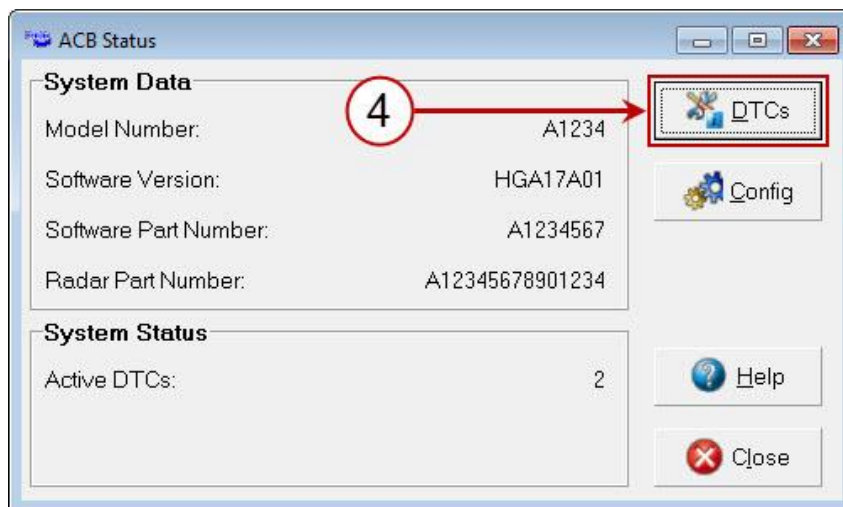 ACB Status
System Data
Model Number: A1234
Software Version: HGA17A01
Software Part Number: A1234567
Radar Part Number: A12345678901234
System Status
Active DTCs: 2
4
DTCs
Config
Help
Close